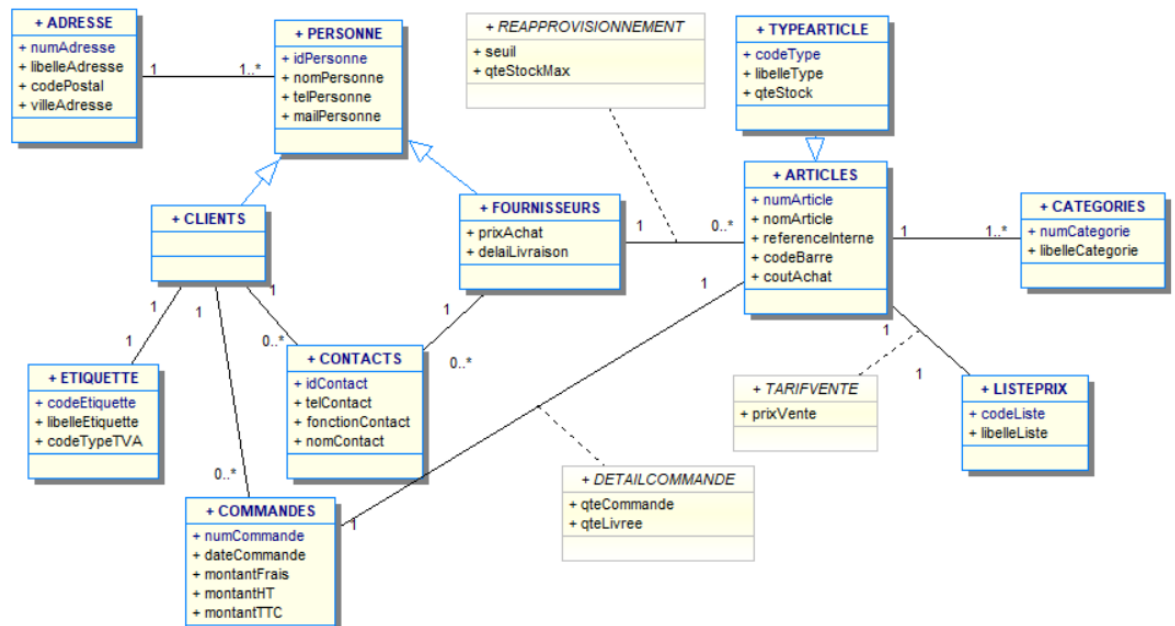 + ADRESSE
+ numAdresse
+ libelleAdresse
+ codePostal
+ villeAdresse
1
1..*
+ PERSONNE
+ idPersonne
+ nomPersonne
+ telPersonne
+ mailPersonne
+ REAPPROVISIONNEMENT
+ seuil
+ qteStockMax
+ TYPEARTICLE
+ codeType
+ libelleType
+ qteStock
+ CLIENTS
+ FOURNISSEURS
+ prixAchat
+ delaiLivraison
1
0..*
+ ARTICLES
+ numArticle
+ nomArticle
+ referenceInterne
+ codeBarre
+ coutAchat
1
1..*
+ CATEGORIES
+ numCategorie
+ libelleCategorie
1
1
1
1
1
1
1
0..*
0..*
+ ETIQUETTE
+ codeEtiquette
+ libelleEtiquette
+ codeTypeTVA
+ CONTACTS
+ idContact
+ telContact
+ fonctionContact
+ nomContact
+ TARIFVENTE
+ prixVente
1
+ LISTEPRIX
+ codeListe
+ libelleListe
0..*
+ COMMANDES
+ numCommande
+ dateCommande
+ montantFrais
+ montantHT
+ montantTTC
1
+ DETAILCOMMANDE
+ qteCommande
+ qteLivree